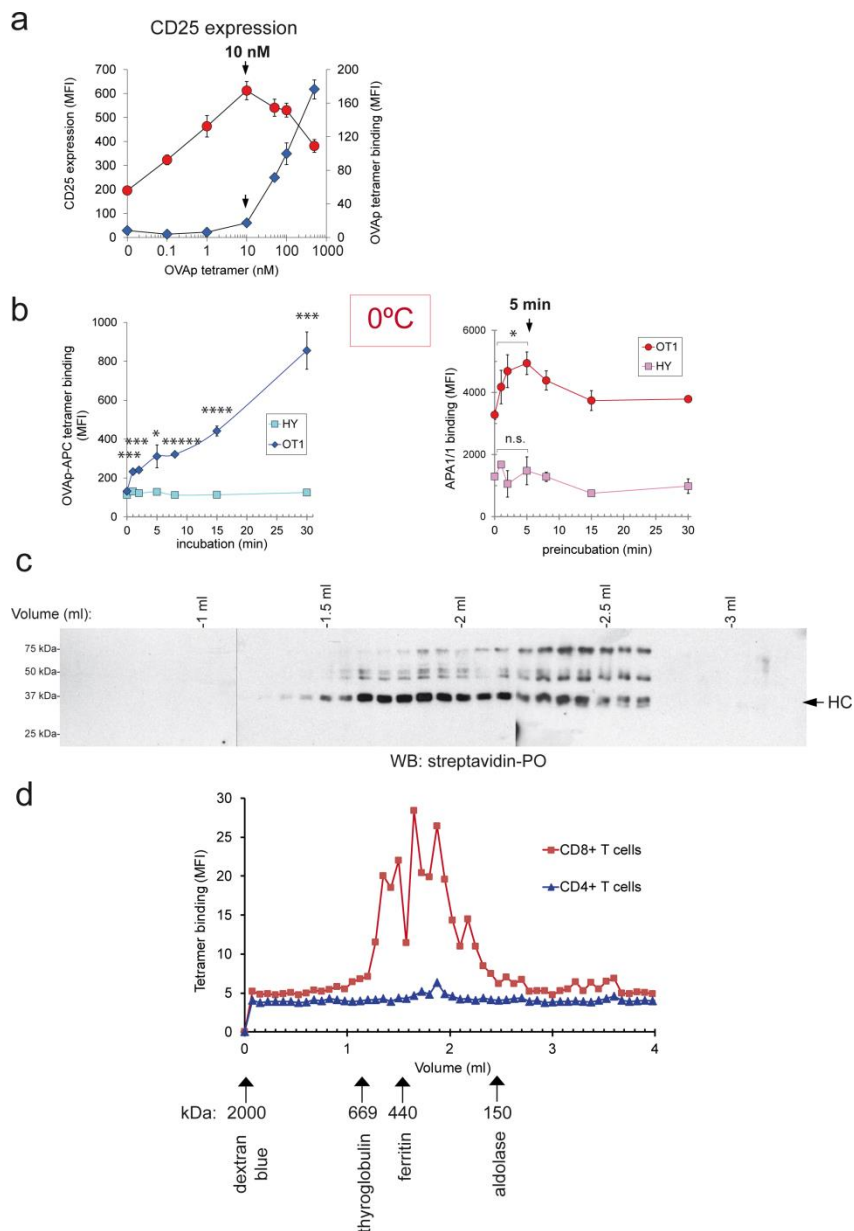 a
CD25 expression
10 nM
CD25 expression (MFI)
700
600
500
400
300
200
100
0
200
160
120
80
40
0
OVAp tetramer binding (MFI)
0 0.1 1 10 100 1000
OVAp tetramer (nM)
b
0ºC
OVAp-APC tetramer binding
(MFI)
1000
800
600
400
200
0
***
***
*
*****
****
***
HY
OT1
0 5 10 15 20 25 30
incubation (min)
5 min
*
n.s.
APA1/1 binding (MFI)
6000
4000
2000
0
OT1
HY
0 5 10 15 20 25 30
preincubation (min)
c
Volume (ml):
-1 ml
-1.5 ml
-2 ml
-2.5 ml
-3 ml
75 kDa-
50 kDa-
37 kDa-
25 kDa-
HC
WB: streptavidin-PO
d
Tetramer binding (MFI)
30
25
20
15
10
5
0
CD8+ T cells
CD4+ T cells
0 1 2 3 4
Volume (ml)
kDa: 2000 669 440 150
dextran
blue
thyroglobulin
ferritin
aldolase